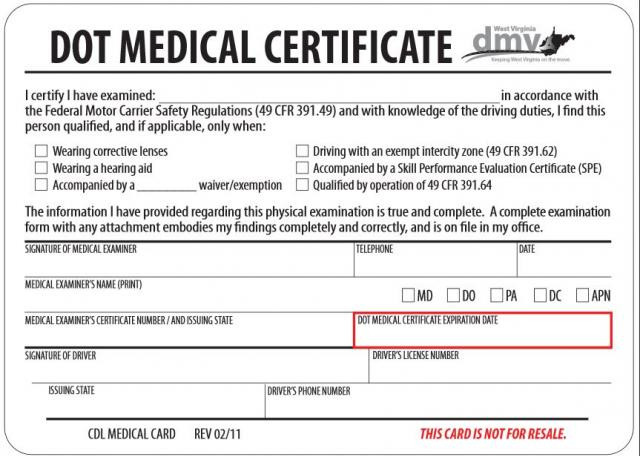 DOT MEDICAL CERTIFICATE
West Virginia
dmv
Keeping West Virginia on the move.
I certify I have examined: ________________ in accordance with
the Federal Motor Carrier Safety Regulations (49 CFR 391.49) and with knowledge of the driving duties, I find this
person qualified, and if applicable, only when:
Wearing corrective lenses
Driving with an exempt intercity zone (49 CFR 391.62)
Wearing a hearing aid
Accompanied by a Skill Performance Evaluation Certificate (SPE)
Accompanied by a __________ waiver/exemption
Qualified by operation of 49 CFR 391.64
The information I have provided regarding this physical examination is true and complete. A complete examination
form with any attachment embodies my findings completely and correctly, and is on file in my office.
SIGNATURE OF MEDICAL EXAMINER
TELEPHONE
DATE
MEDICAL EXAMINER'S NAME (PRINT)
MD DO PA DC APN
MEDICAL EXAMINER'S CERTIFICATE NUMBER / AND ISSUING STATE
DOT MEDICAL CERTIFICATE EXPIRATION DATE
SIGNATURE OF DRIVER
DRIVER'S LICENSE NUMBER
ISSUING STATE
DRIVER'S PHONE NUMBER
CDL MEDICAL CARD REV 02/11
THIS CARD IS NOT FOR RESALE.